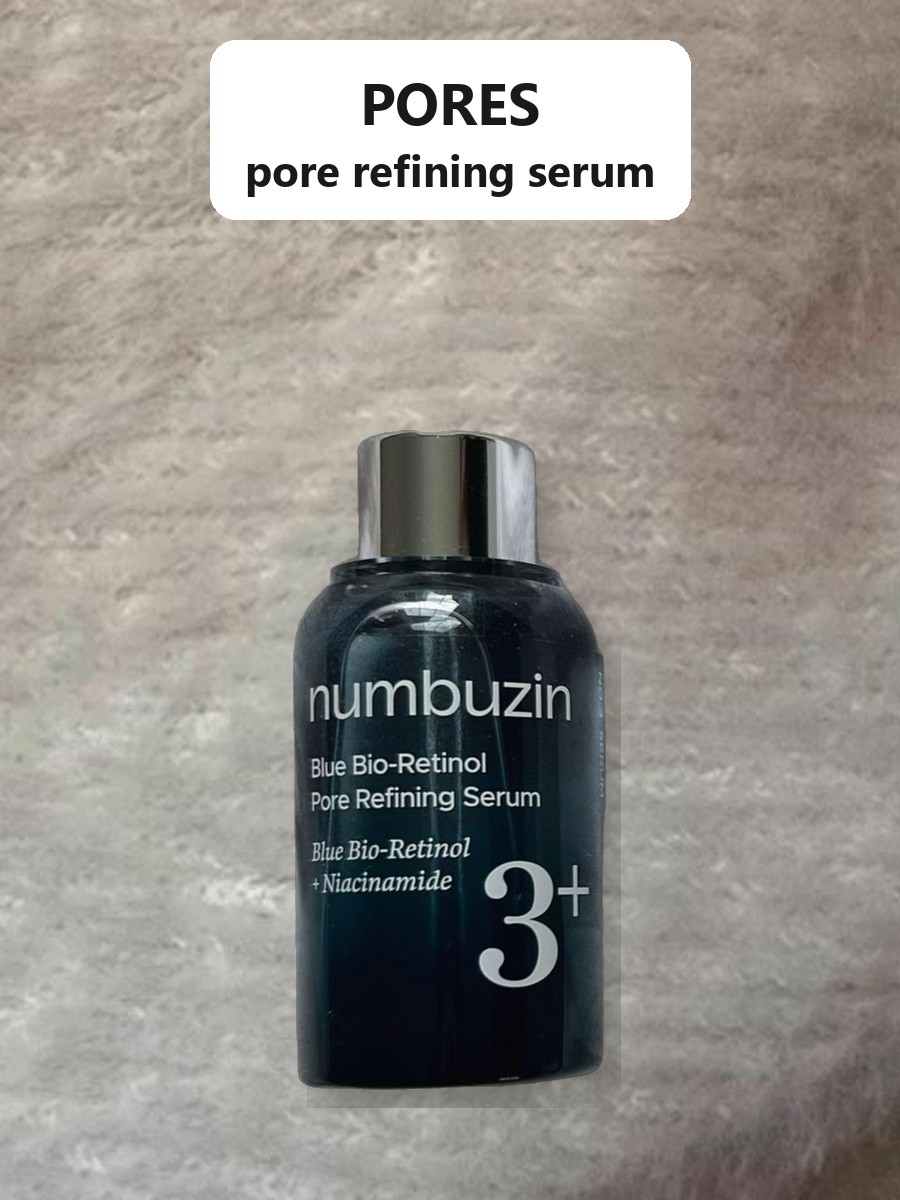 PORES
pore refining serum
numbuzin
Blue Bio-Retinol
Pore Refining Serum
Blue Bio-Retinol
+ Niacinamide
3+